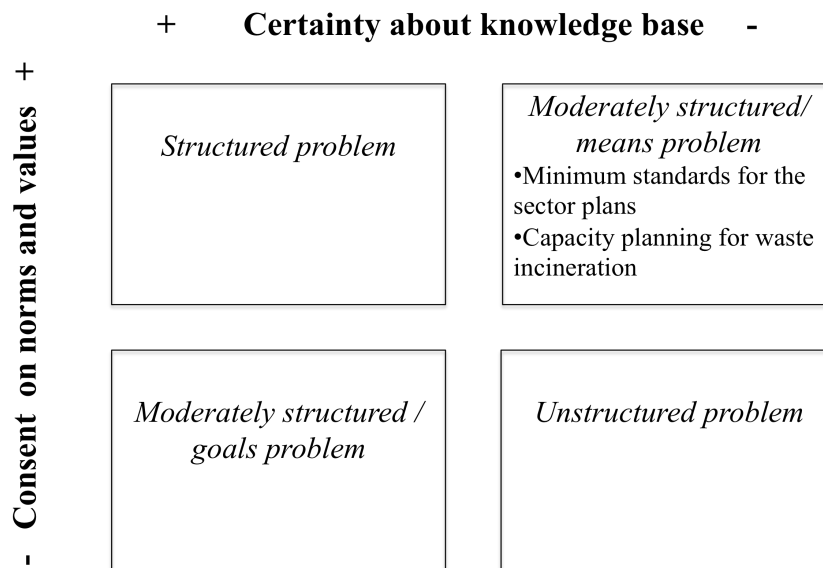 + Certainty about knowledge base -
- Consent on norms and values +
Structured problem
Moderately structured/
means problem
•Minimum standards for the
sector plans
•Capacity planning for waste
incineration
Moderately structured /
goals problem
Unstructured problem